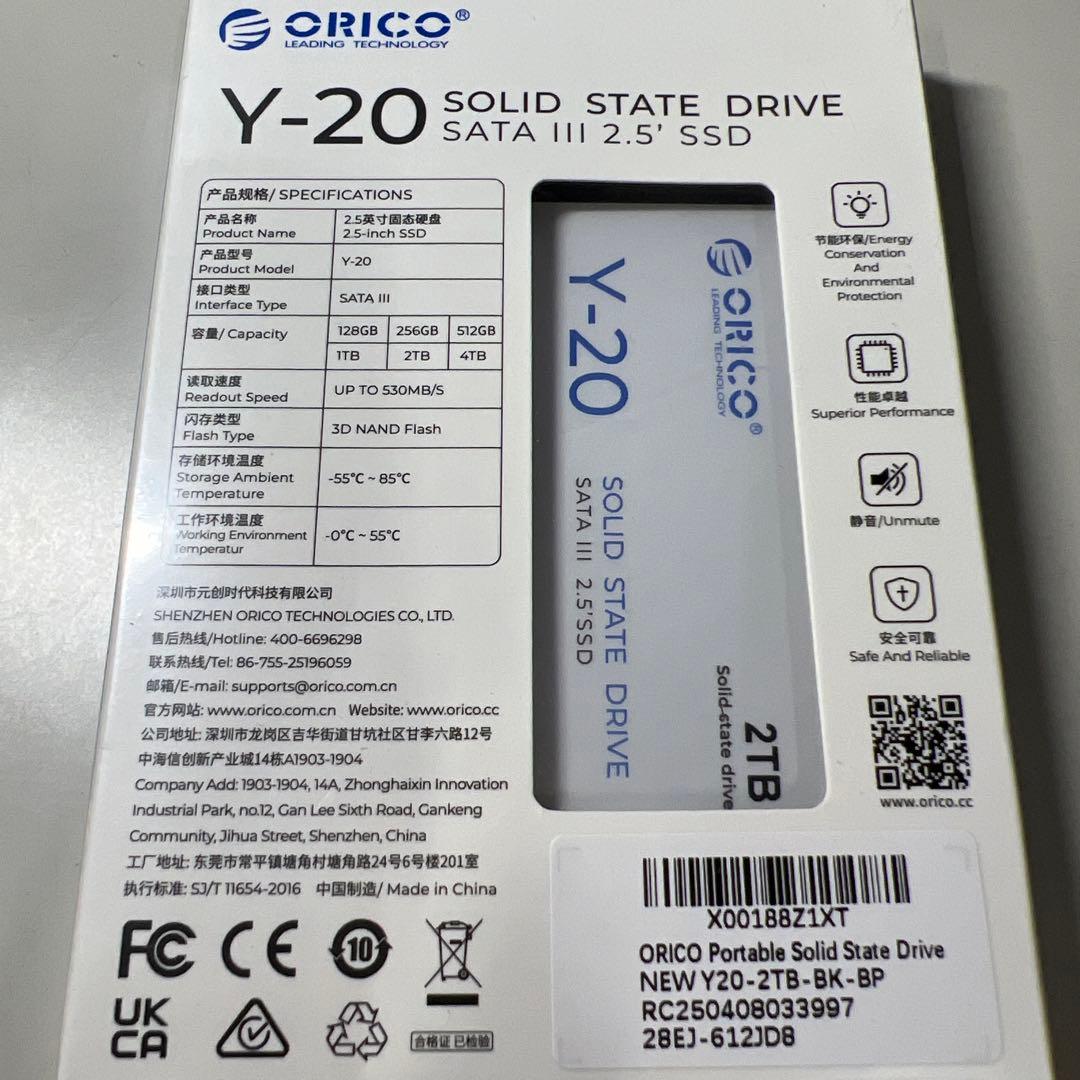 ORICO®
LEADING TECHNOLOGY
Y-20
SOLID STATE DRIVE
SATA III 2.5' SSD
产品规格/ SPECIFICATIONS
产品名称
Product Name
2.5英寸固态硬盘
2.5-inch SSD
产品型号
Product Model
Y-20
接口类型
Interface Type
SATA III
容量/ Capacity
128GB 256GB 512GB
1TB 2TB 4TB
读取速度
Readout Speed
UP TO 530MB/S
闪存类型
Flash Type
3D NAND Flash
存储环境温度
Storage Ambient
Temperature
-55℃ ~ 85℃
工作环境温度
Working Environment
Temperatur
-0℃ ~ 55℃
深圳市元创时代科技有限公司
SHENZHEN ORICO TECHNOLOGIES CO., LTD.
售后热线/Hotline: 400-6696298
联系热线/Tel: 86-755-25196059
邮箱/E-mail: supports@orico.com.cn
官方网站: www.orico.com.cn Website: www.orico.cc
公司地址: 深圳市龙岗区吉华街道甘坑社区甘李六路12号
中海信创新产业城14栋A1903-1904
Company Add: 1903-1904, 14A, Zhonghaixin Innovation
Industrial Park, no.12, Gan Lee Sixth Road, Gankeng
Community, Jihua Street, Shenzhen, China
工厂地址: 东莞市常平镇塘角村塘角路24号6号楼201室
执行标准: SJ/T 11654-2016 中国制造/ Made in China
FC CE 10
UK
CA
合格证 已检验
ORICO®
LEADING TECHNOLOGY
Y-20
SOLID STATE DRIVE
SATA III 2.5'SSD
2TB
Solid-state drive
节能环保/Energy
Conservation
And
Environmental
Protection
性能卓越
Superior Performance
静音/Unmute
安全可靠
Safe And Reliable
www.orico.cc
X00188Z1XT
ORICO Portable Solid State Drive
NEW Y20-2TB-BK-BP
RC250408033997
28EJ-612JD8